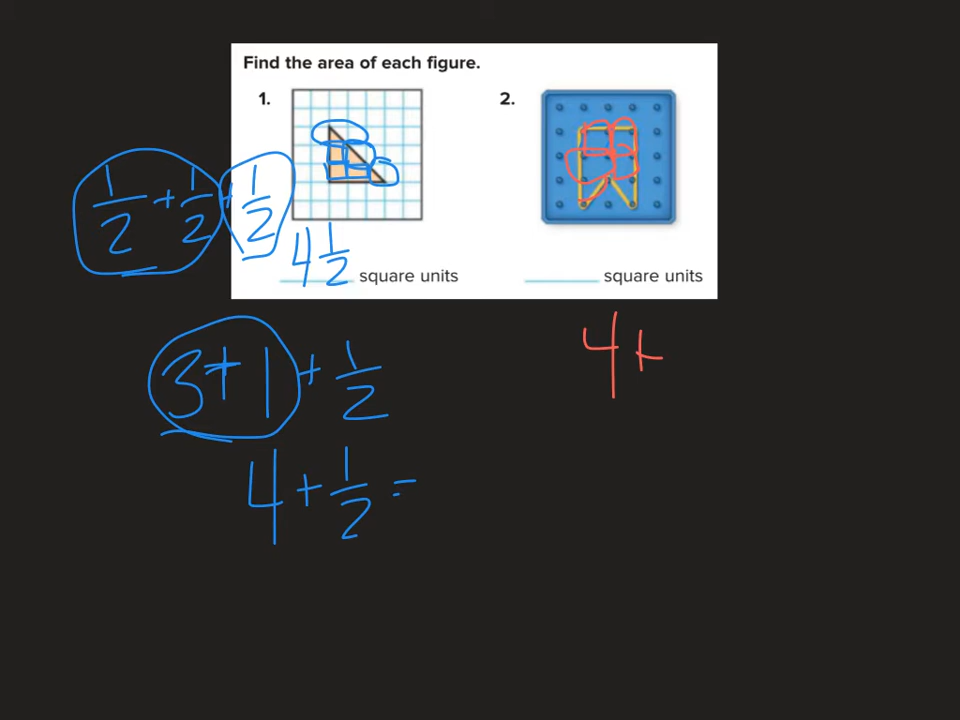 Find the area of each figure.
1.
2.
1/2 + 1/2 + 1/2
4 1/2
square units
square units
3 + 1 + 1/2
4 +
4 + 1/2 =